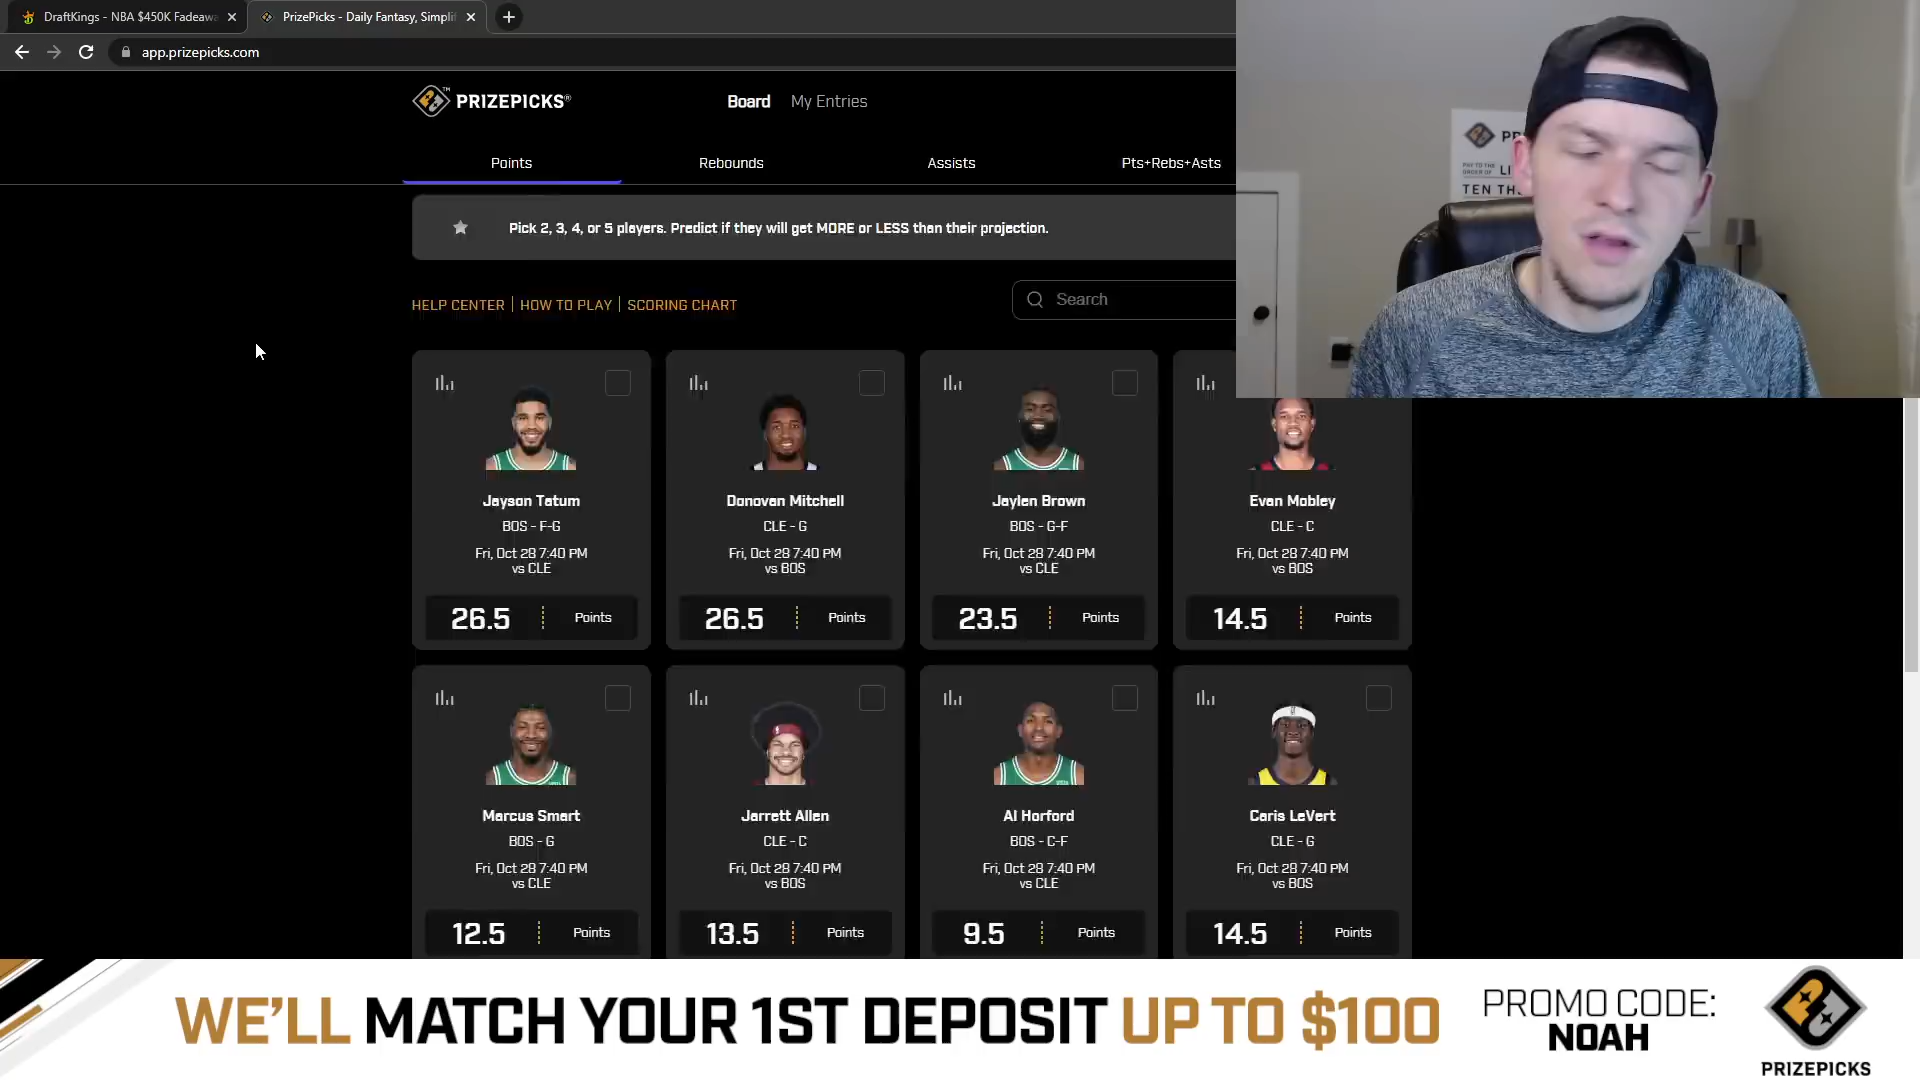 DraftKings - NBA $450K Fadeawa
PrizePicks - Daily Fantasy, Simplif
app.prizepicks.com
PRIZEPICKS®
Board
My Entries
Points
Rebounds
Assists
Pts+Rebs+Asts
Pick 2, 3, 4, or 5 players. Predict if they will get MORE or LESS than their projection.
HELP CENTER | HOW TO PLAY | SCORING CHART
Search
Jayson Tatum
BOS - F-G
Fri, Oct 28 7:40 PM
vs CLE
26.5
Points
Donovan Mitchell
CLE - G
Fri, Oct 28 7:40 PM
vs BOS
26.5
Points
Jaylen Brown
BOS - G-F
Fri, Oct 28 7:40 PM
vs CLE
23.5
Points
Evan Mobley
CLE - C
Fri, Oct 28 7:40 PM
vs BOS
14.5
Points
Marcus Smart
BOS - G
Fri, Oct 28 7:40 PM
vs CLE
12.5
Points
Jarrett Allen
CLE - C
Fri, Oct 28 7:40 PM
vs BOS
13.5
Points
Al Horford
BOS - C-F
Fri, Oct 28 7:40 PM
vs CLE
9.5
Points
Caris LeVert
CLE - G
Fri, Oct 28 7:40 PM
vs BOS
14.5
Points
PAY TO THE
ORDER OF
TEN
WE'LL MATCH YOUR 1ST DEPOSIT UP TO $100
PROMO CODE:
NOAH
PRIZEPICKS